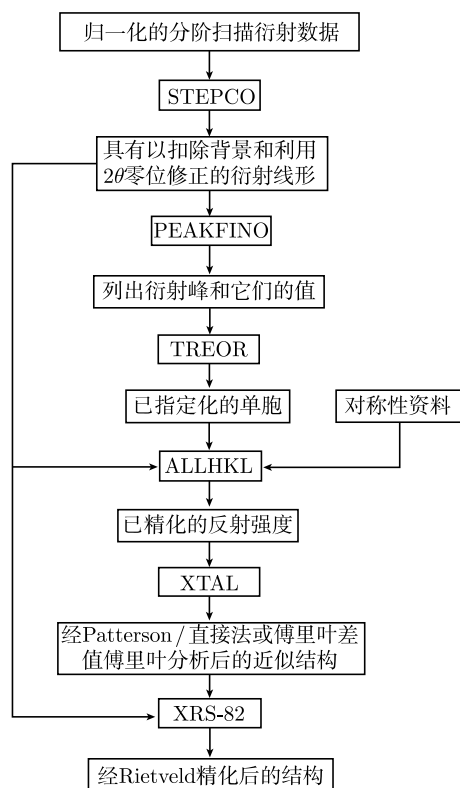 归一化的分阶扫描衍射数据
STEPCO
具有以扣除背景和利用
2θ零位修正的衍射线形
PEAKFINO
列出衍射峰和它们的值
TREOR
已指定化的单胞
对称性资料
ALLHKL
已精化的反射强度
XTAL
经Patterson/直接法或傅里叶差
值傅里叶分析后的近似结构
XRS-82
经Rietveld精化后的结构